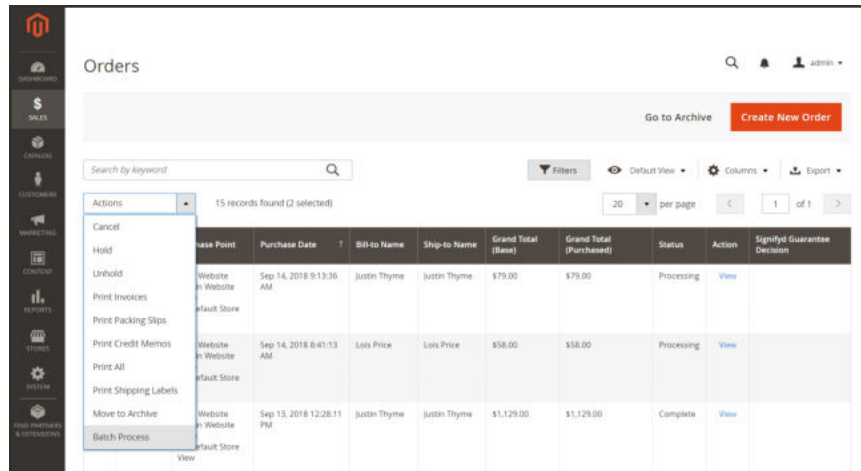 Orders
admin
DASHBOARD
SALES
CATALOG
CUSTOMERS
MARKETING
CONTENT
REPORTS
STORES
SYSTEM
FIND PARTNERS
& EXTENSIONS
Go to Archive
Create New Order
Search by keyword
Filters
Default View
Columns
Export
Actions
15 records found (2 selected)
20
per page
1
of 1
Cancel
Hold
Unhold
Print Invoices
Print Packing Slips
Print Credit Memos
Print All
Print Shipping Labels
Move to Archive
Batch Process
Purchase Date Bill-to Name Ship-to Name Grand Total (Base) Grand Total (Purchased) Status Action Signifyd Guarantee Decision
Website
Website
Store
Sep 14, 2018 9:13:36 AM Justin Thyme Justin Thyme $79.00 $79.00 Processing View
Website
Website
Store
Sep 14, 2018 8:41:13 AM Lois Price Lois Price $58.00 $58.00 Processing View
Website
Website
Store
View
Sep 13, 2018 12:28:11 PM Justin Thyme Justin Thyme $1,129.00 $1,129.00 Complete View